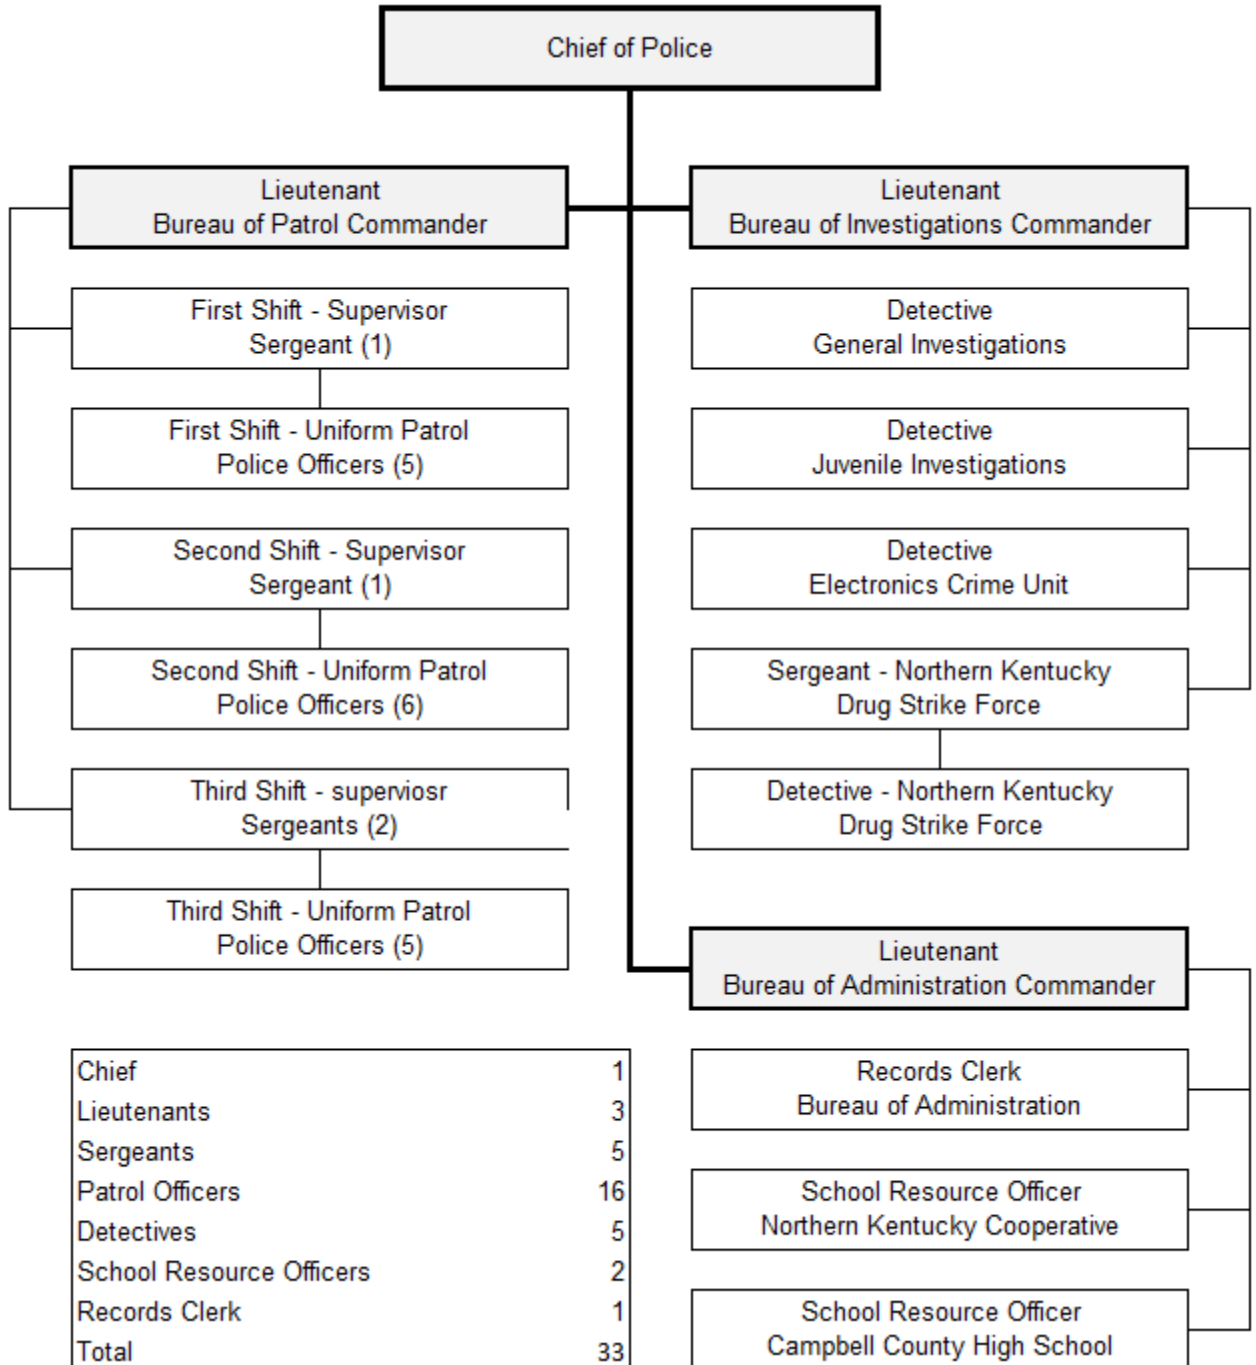 Chief of Police
Lieutenant
Bureau of Patrol Commander
First Shift - Supervisor
Sergeant (1)
First Shift - Uniform Patrol
Police Officers (5)
Second Shift - Supervisor
Sergeant (1)
Second Shift - Uniform Patrol
Police Officers (6)
Third Shift - superviosr
Sergeants (2)
Third Shift - Uniform Patrol
Police Officers (5)
Lieutenant
Bureau of Investigations Commander
Detective
General Investigations
Detective
Juvenile Investigations
Detective
Electronics Crime Unit
Sergeant - Northern Kentucky
Drug Strike Force
Detective - Northern Kentucky
Drug Strike Force
Lieutenant
Bureau of Administration Commander
Records Clerk
Bureau of Administration
School Resource Officer
Northern Kentucky Cooperative
School Resource Officer
Campbell County High School
Chief 1
Lieutenants 3
Sergeants 5
Patrol Officers 16
Detectives 5
School Resource Officers 2
Records Clerk 1
Total 33